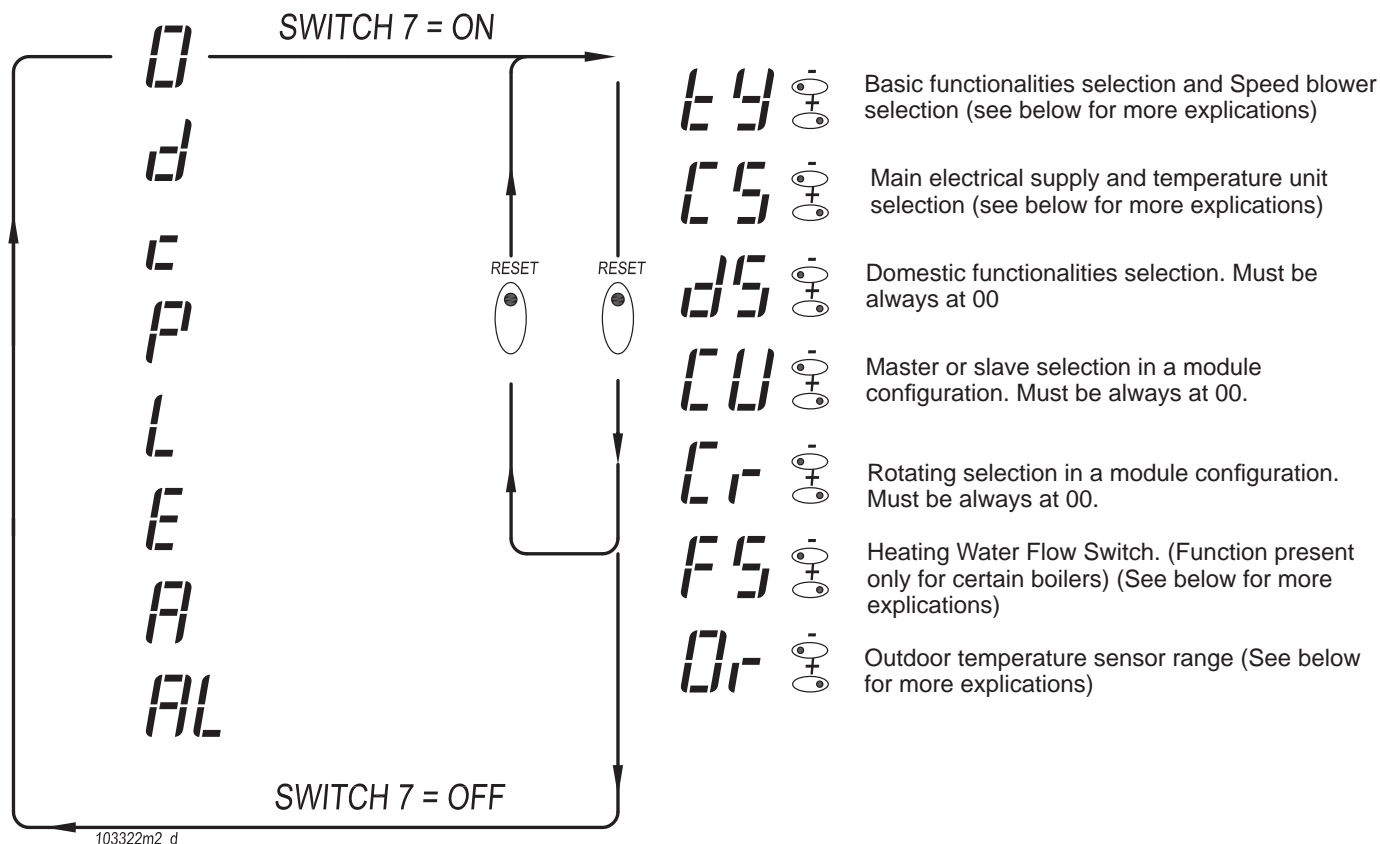 SWITCH 7 = ON
0
d
c
P
L
E
A
AL
RESET
RESET
tY
-
+
Basic functionalities selection and Speed blower
selection (see below for more explications)
CS
-
+
Main electrical supply and temperature unit
selection (see below for more explications)
dS
-
+
Domestic functionalities selection. Must be
always at 00
CU
-
+
Master or slave selection in a module
configuration. Must be always at 00.
Cr
-
+
Rotating selection in a module configuration.
Must be always at 00.
FS
-
+
Heating Water Flow Switch. (Function present
only for certain boilers) (See below for more
explications)
Or
-
+
Outdoor temperature sensor range (See below
for more explications)
SWITCH 7 = OFF
103322m2_d